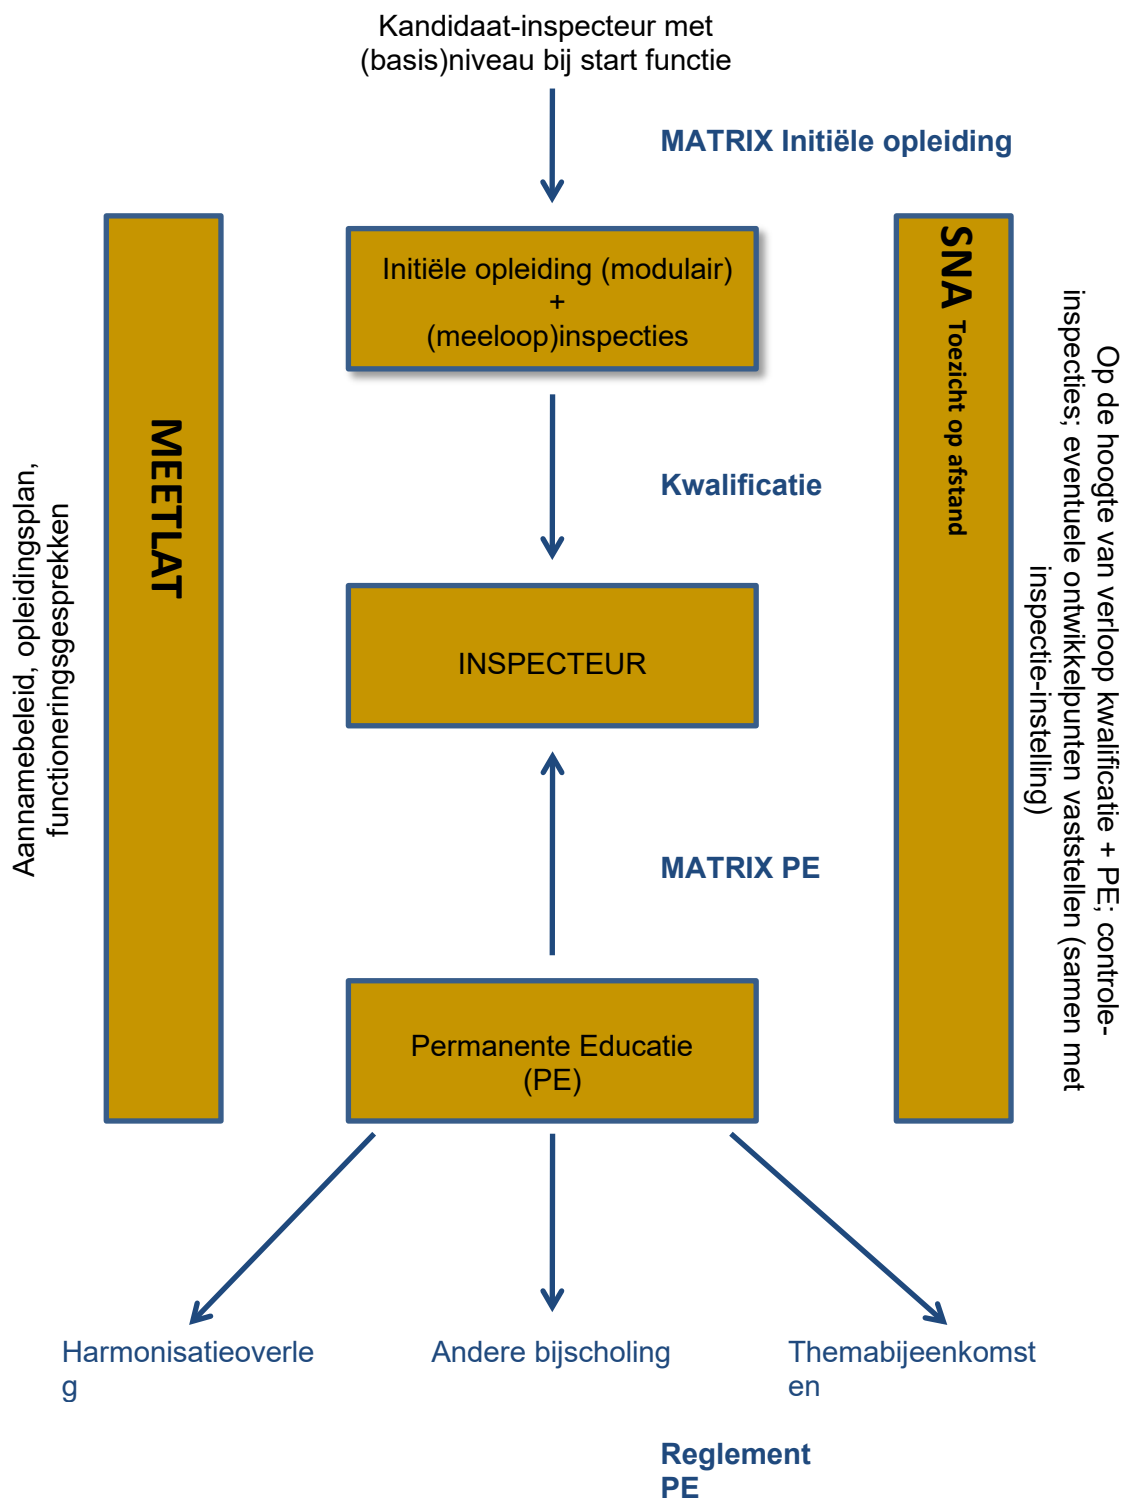 Kandidaat-inspecteur met
(basis)niveau bij start functie
MATRIX Initiële opleiding
Initiële opleiding (modulair)
+
(meeloop)inspecties
Kwalificatie
INSPECTEUR
MATRIX PE
Permanente Educatie
(PE)
Harmonisatieoverle
g
Andere bijscholing
Themabijeenkomst
en
Reglement
PE
MEETLAT
Aannamebeleid, opleidingsplan,
functioneringsgesprekken
SNA Toezicht op afstand
Op de hoogte van verloop kwalificatie + PE; controle-
inspecties; eventuele ontwikkelpunten vaststellen (samen met
inspectie-instelling)